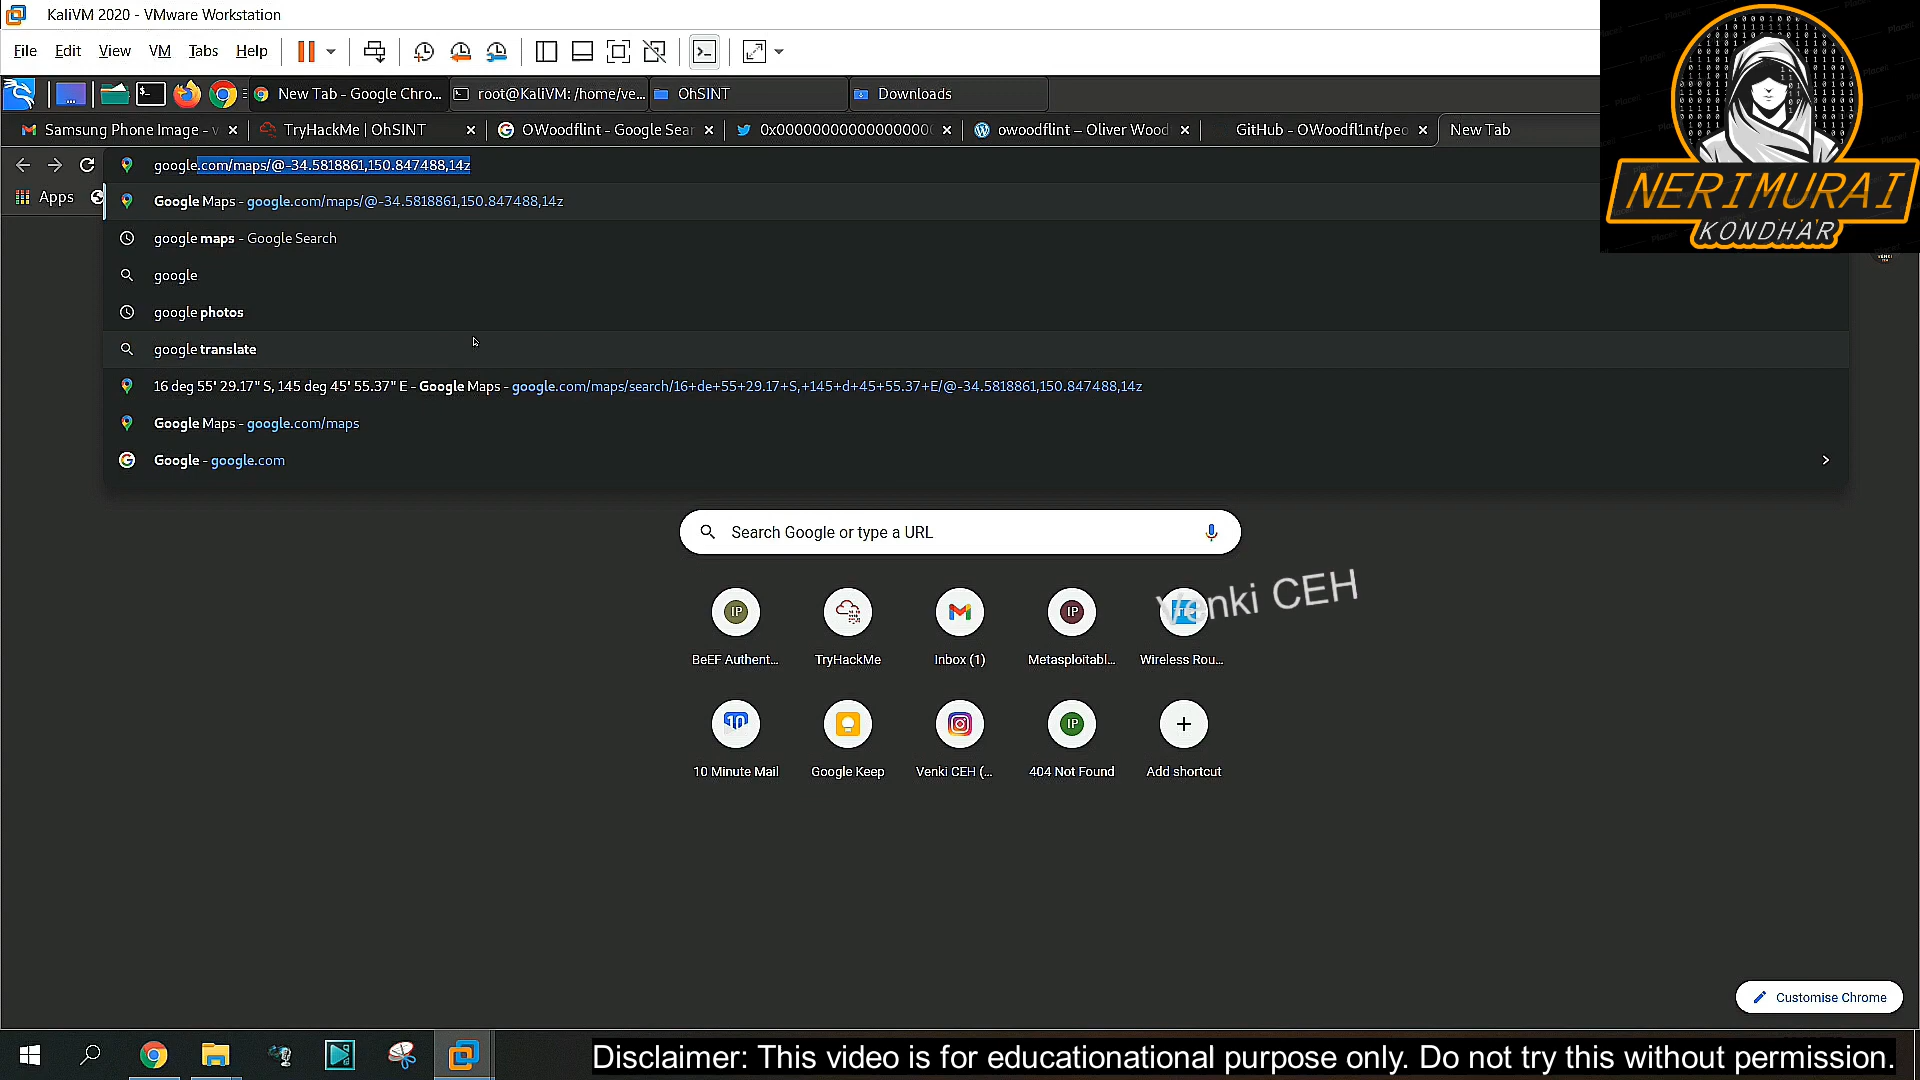 KaliVM 2020 - VMware Workstation
File Edit View VM Tabs Help
New Tab - Google Chro... root@KaliVM: /home/ve... OhSINT Downloads
Samsung Phone Image - v TryHackMe | OhSINT OWoodflint - Google Sear 0x00000000000000000 owoodflint – Oliver Wood GitHub - OWoodfl1nt/peo New Tab
google.com/maps/@-34.5818861,150.847488,14z
Apps
Google Maps - google.com/maps/@-34.5818861,150.847488,14z
google maps - Google Search
google
google photos
google translate
16 deg 55' 29.17" S, 145 deg 45' 55.37" E - Google Maps - google.com/maps/search/16+de+55+29.17+S,+145+d+45+55.37+E/@-34.5818861,150.847488,14z
Google Maps - google.com/maps
Google - google.com
NERIMURAI
KONDHAR
Search Google or type a URL
Venki CEH
IP IP
BeEF Authent... TryHackMe Inbox (1) Metasploitabl... Wireless Rou...
10 IP
10 Minute Mail Google Keep Venki CEH (... 404 Not Found Add shortcut
Customise Chrome
Disclaimer: This video is for educationational purpose only. Do not try this without permission.